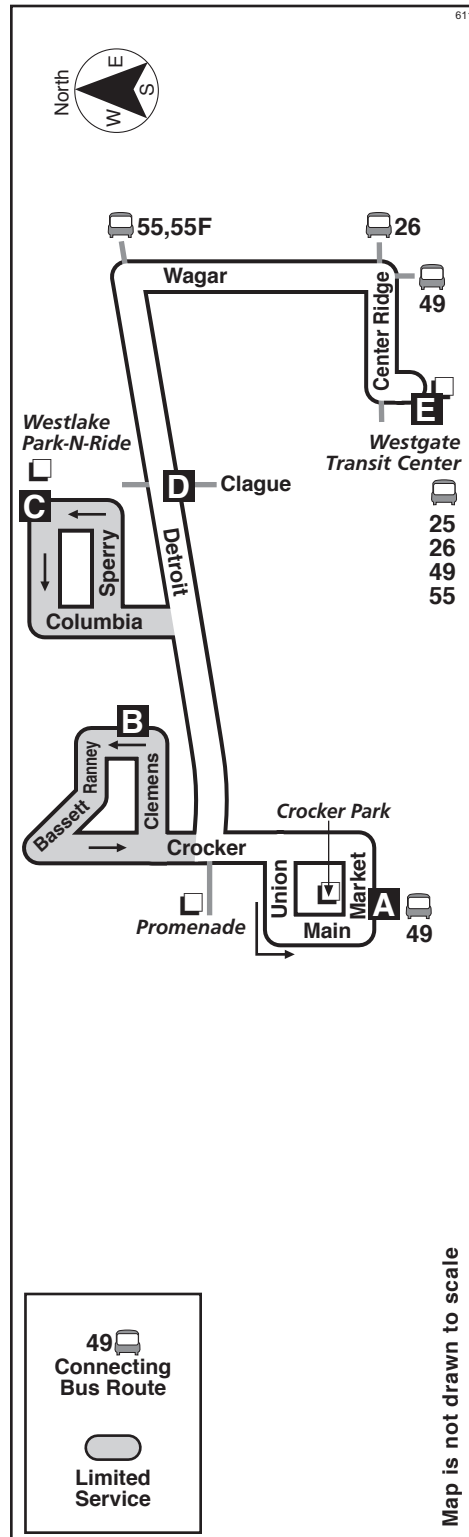 611
North
E
S
W
55,55F
26
Wagar
49
Center Ridge
Westlake
Park-N-Ride
E
Westgate
Transit Center
25
26
49
55
C
D
Clague
Sperry
Detroit
Columbia
B
Ranney
Bassett
Clemens
Crocker
Crocker Park
Union
Market
A
49
Main
Promenade
49
Connecting
Bus Route
Limited
Service
Map is not drawn to scale